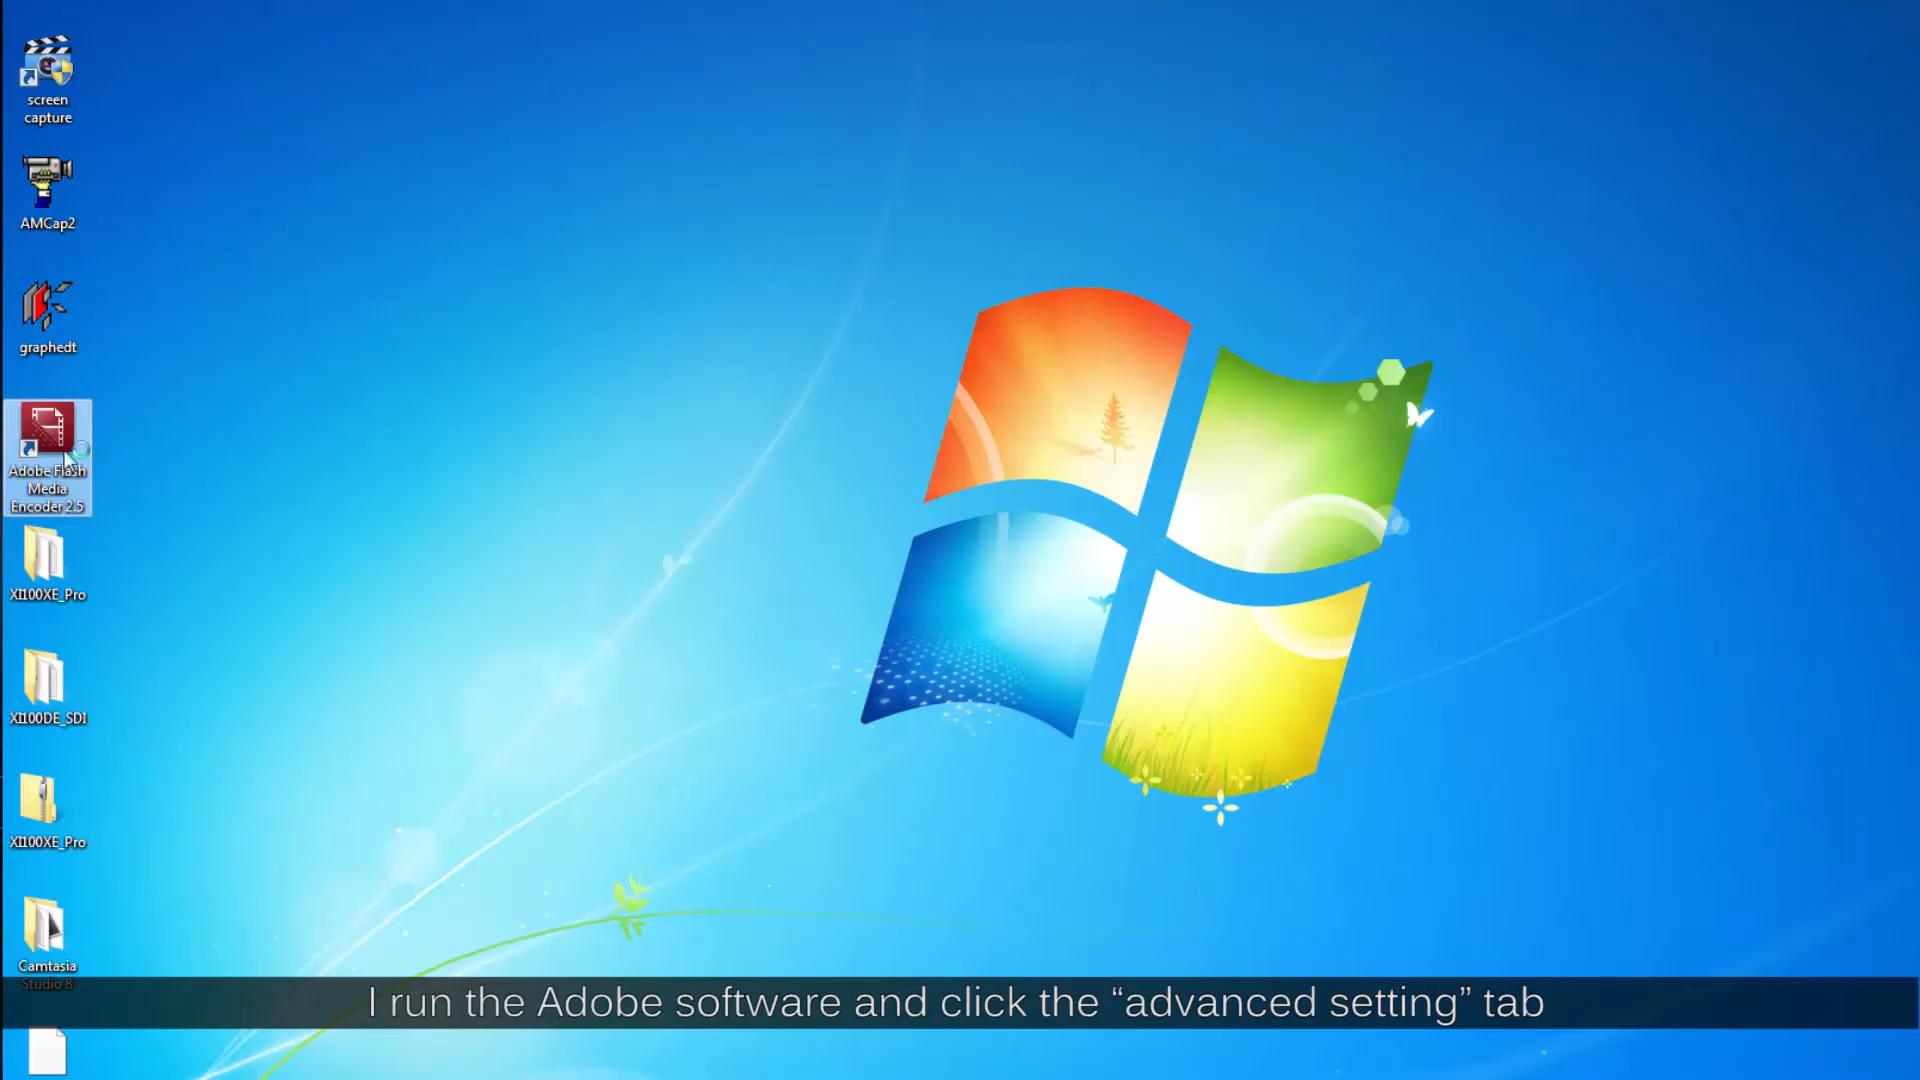 screen
capture
AMCap2
graphedt
Adobe Flash
Media
Encoder 2.5
XI100XE_Pro
XI100DE_SDI
XI100XE_Pro
Camtasia
Studio 8
I run the Adobe software and click the “advanced setting” tab